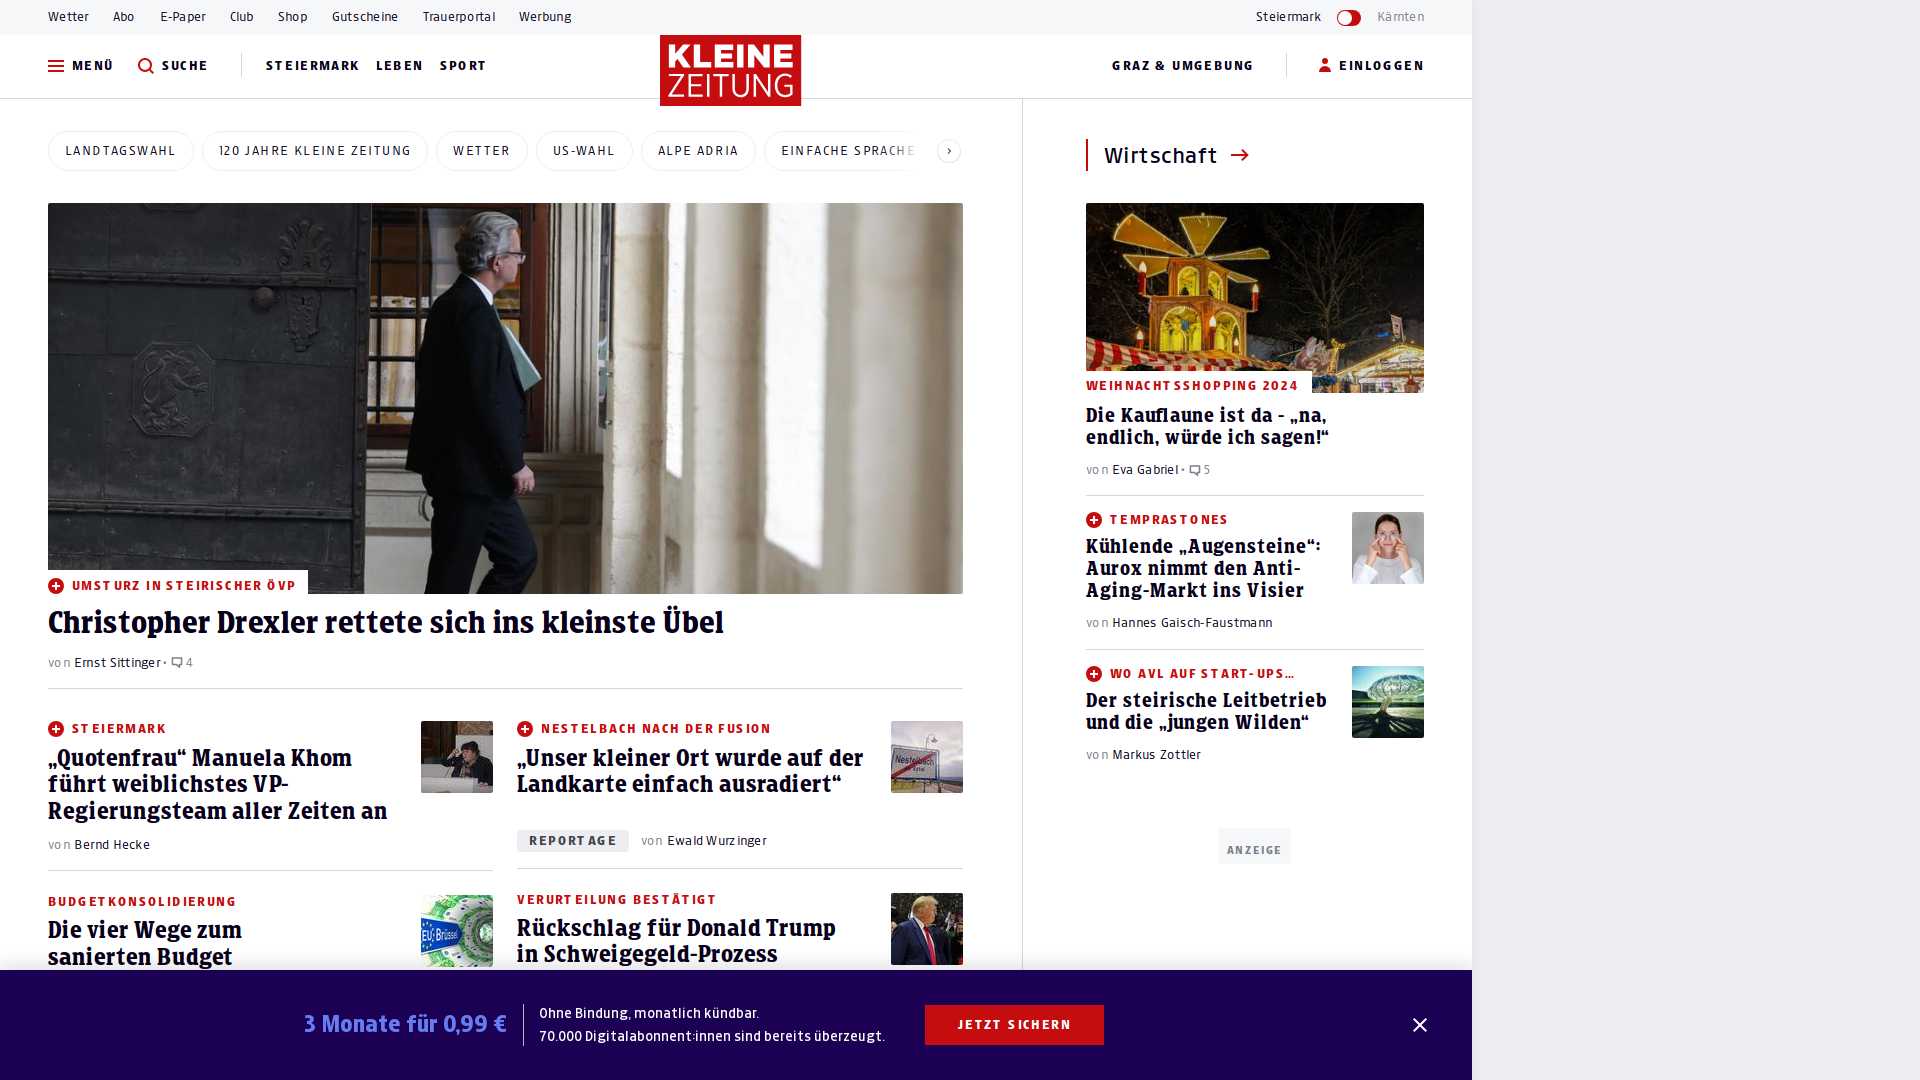 Wetter Abo E-Paper Club Shop Gutscheine Trauerportal Werbung Steiermark Kärnten
MENÜ SUCHE STEIERMARK LEBEN SPORT KLEINE ZEITUNG GRAZ & UMGEBUNG EINLOGGEN
LANDTAGSWAHL 120 JAHRE KLEINE ZEITUNG WETTER US-WAHL ALPE ADRIA EINFACHE SPRACHE
UMSTURZ IN STEIRISCHER ÖVP
Christopher Drexler rettete sich ins kleinste Übel
von Ernst Sittinger · 4
STEIERMARK
„Quotenfrau“ Manuela Khom
führt weiblichstes VP-
Regierungsteam aller Zeiten an
von Bernd Hecke
NESTELBACH NACH DER FUSION
„Unser kleiner Ort wurde auf der
Landkarte einfach ausradiert“
Nestelbach
REPORTAGE von Ewald Wurzinger
BUDGETKONSOLIDIERUNG
Die vier Wege zum
sanierten Budget
EU: Brüssel
VERURTEILUNG BESTÄTIGT
Rückschlag für Donald Trump
in Schweigegeld-Prozess
Wirtschaft
WEIHNACHTSSHOPPING 2024
Die Kauflaune ist da - „na,
endlich, würde ich sagen!“
von Eva Gabriel · 5
TEMPRASTONES
Kühlende „Augensteine“:
Aurox nimmt den Anti-
Aging-Markt ins Visier
von Hannes Gaisch-Faustmann
WO AVL AUF START-UPS…
Der steirische Leitbetrieb
und die „jungen Wilden“
von Markus Zottler
ANZEIGE
3 Monate für 0,99 €
Ohne Bindung, monatlich kündbar.
70.000 Digitalabonnent:innen sind bereits überzeugt.
JETZT SICHERN